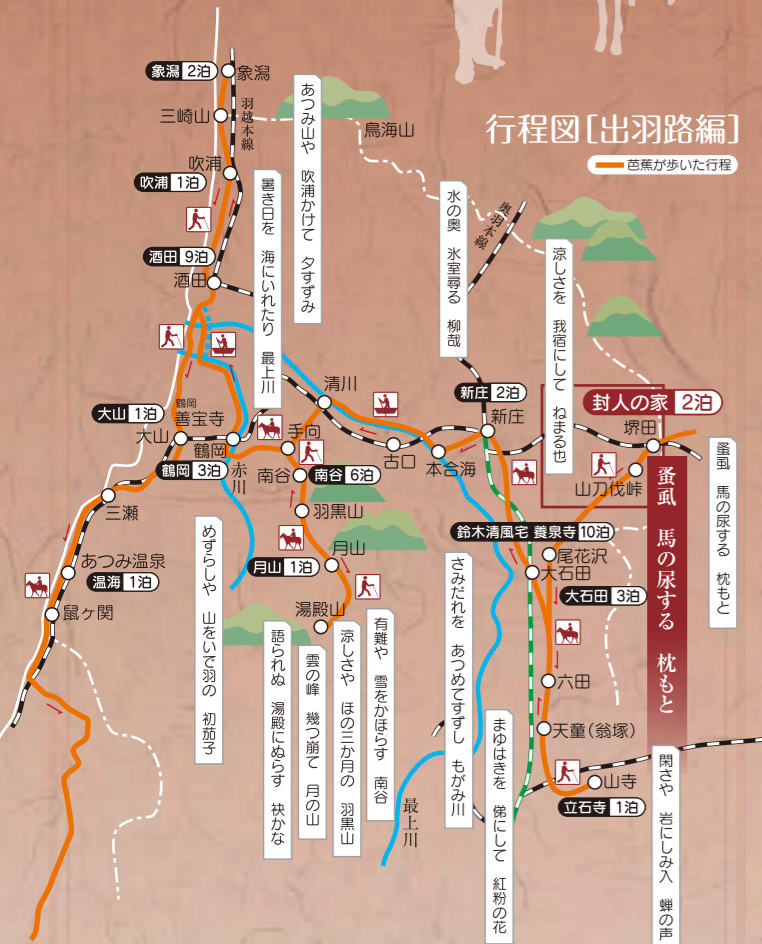 行程図［出羽路編］
芭蕉が歩いた行程
象潟 2泊
象潟
三崎山
羽越本線
鳥海山
あつみ山や 吹浦かけて 夕すずみ
吹浦
吹浦 1泊
暑き日を 海にいれたり 最上川
水の奥 氷室尋る 柳哉
奥羽本線
涼しさを 我宿にして ねまる也
酒田 9泊
酒田
清川
新庄 2泊
新庄
封人の家 2泊
堺田
大山 1泊
鶴岡
善宝寺
大山
鶴岡
鶴岡 3泊
赤川
手向
古口
本合海
山刀伐峠
蚤虱 馬の尿する 枕もと
蚤虱 馬の尿する 枕もと
南谷
南谷 6泊
三瀬
羽黒山
鈴木清風宅 養泉寺 10泊
尾花沢
大石田
大石田 3泊
めずらしや 山をいで羽の 初茄子
あつみ温泉
温海 1泊
月山
月山 1泊
さみだれを あつめてすずし もがみ川
鼠ヶ関
湯殿山
有難や 雪をかほらす 南谷
涼しさや ほの三か月の 羽黒山
雲の峰 幾つ崩て 月の山
語られぬ 湯殿にぬらす 袂かな
六田
天童（翁塚）
まゆはきを 俤にして 紅粉の花
山寺
立石寺 1泊
最上川
閑さや 岩にしみ入 蝉の声